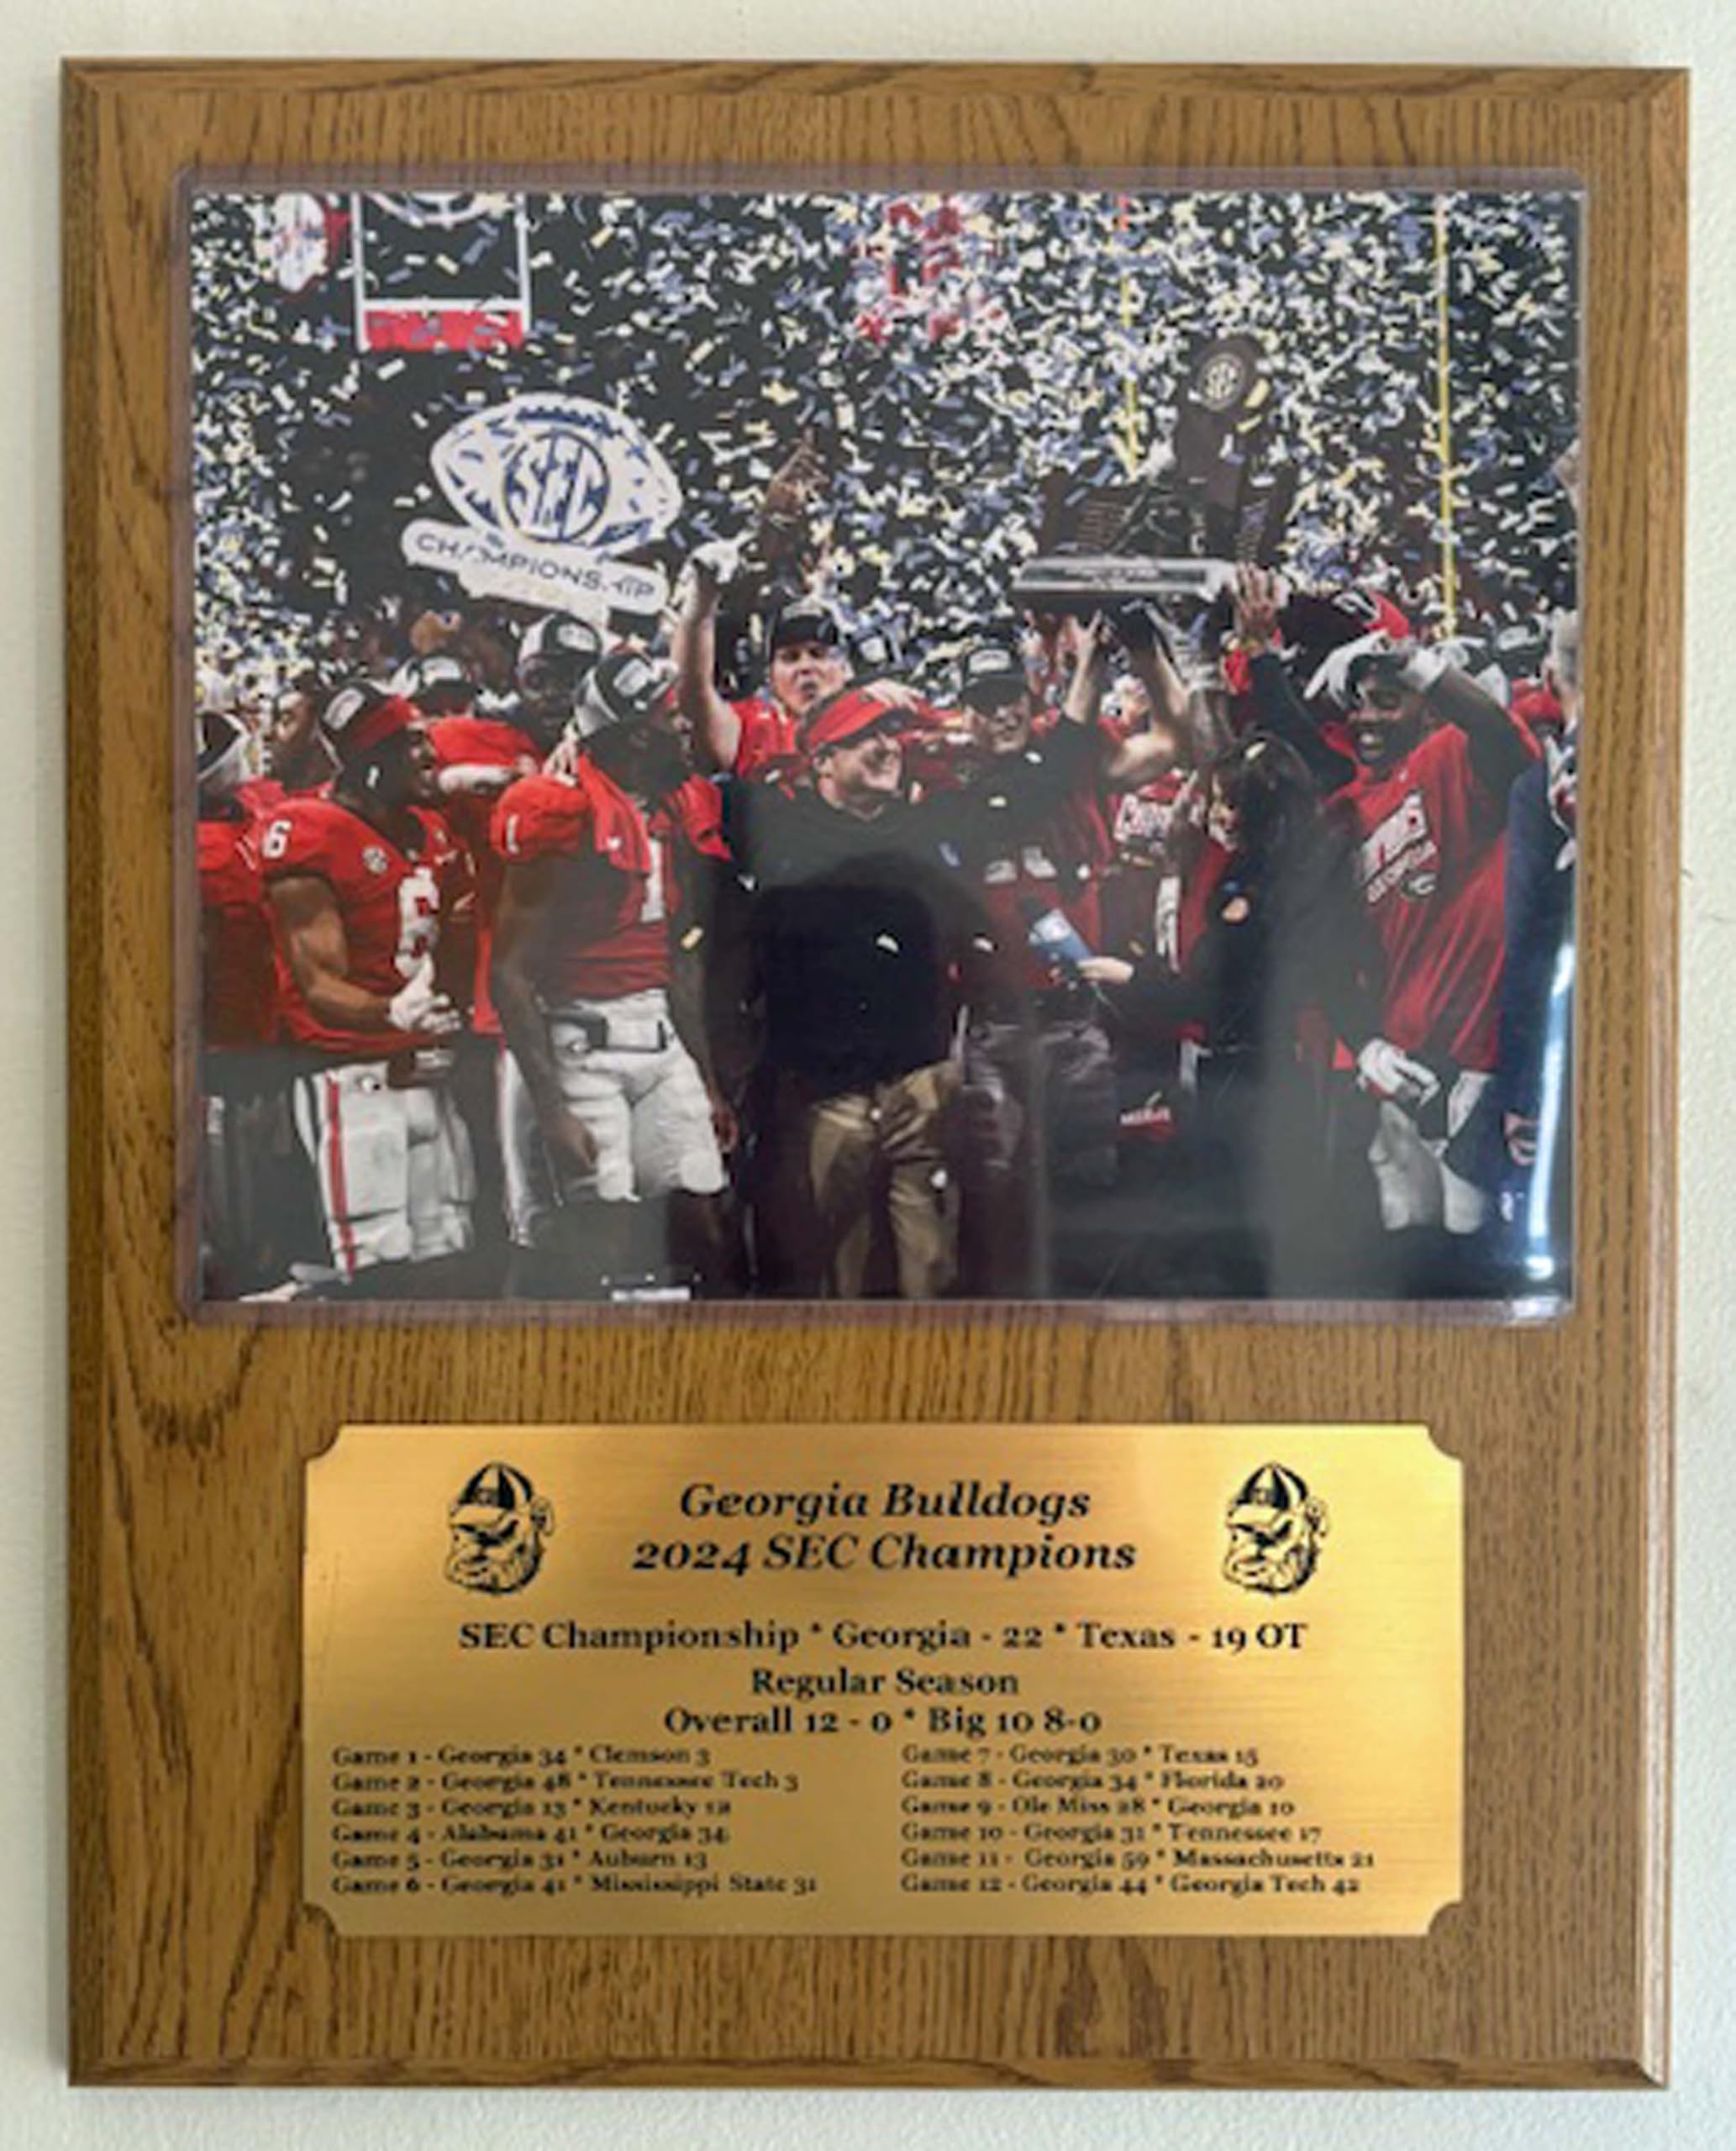 SEC
CHAMPIONSHIP
6
1
6
1
Georgia Bulldogs
2024 SEC Champions
SEC Championship * Georgia - 22 * Texas - 19 OT
Regular Season
Overall 12 - 0 * Big 10 8-0
Game 1 - Georgia 34 * Clemson 3
Game 2 - Georgia 48 * Tennessee Tech 3
Game 3 - Georgia 13 * Kentucky 12
Game 4 - Alabama 41 * Georgia 34
Game 5 - Georgia 31 * Auburn 13
Game 6 - Georgia 41 * Mississippi State 31
Game 7 - Georgia 30 * Texas 15
Game 8 - Georgia 34 * Florida 20
Game 9 - Ole Miss 28 * Georgia 10
Game 10 - Georgia 31 * Tennessee 17
Game 11 - Georgia 59 * Massachusetts 21
Game 12 - Georgia 44 * Georgia Tech 42